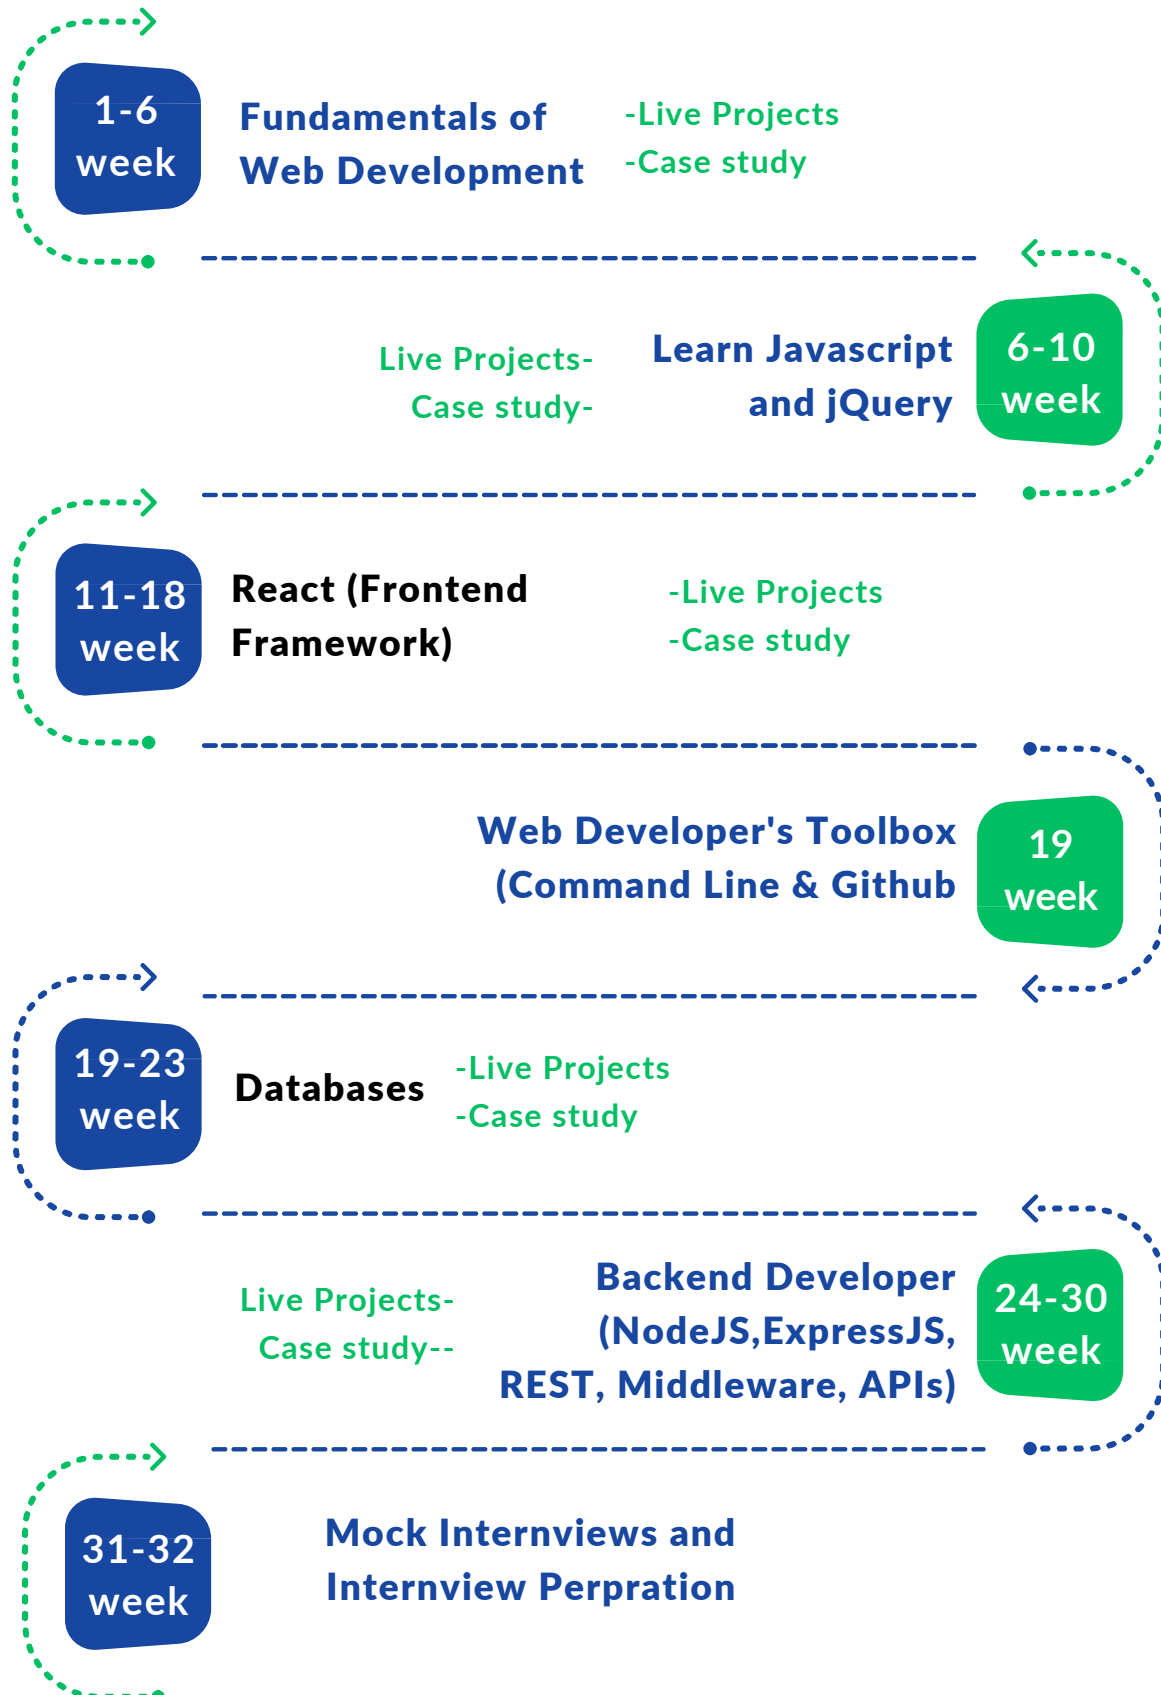 1-6
week
Fundamentals of
Web Development
-Live Projects
-Case study
Live Projects-
Case study-
Learn Javascript
and jQuery
6-10
week
11-18
week
React (Frontend
Framework)
-Live Projects
-Case study
Web Developer's Toolbox
(Command Line & Github
19
week
19-23
week
Databases
-Live Projects
-Case study
Live Projects-
Case study--
Backend Developer
(NodeJS,ExpressJS,
REST, Middleware, APIs)
24-30
week
31-32
week
Mock Internviews and
Internview Perpration